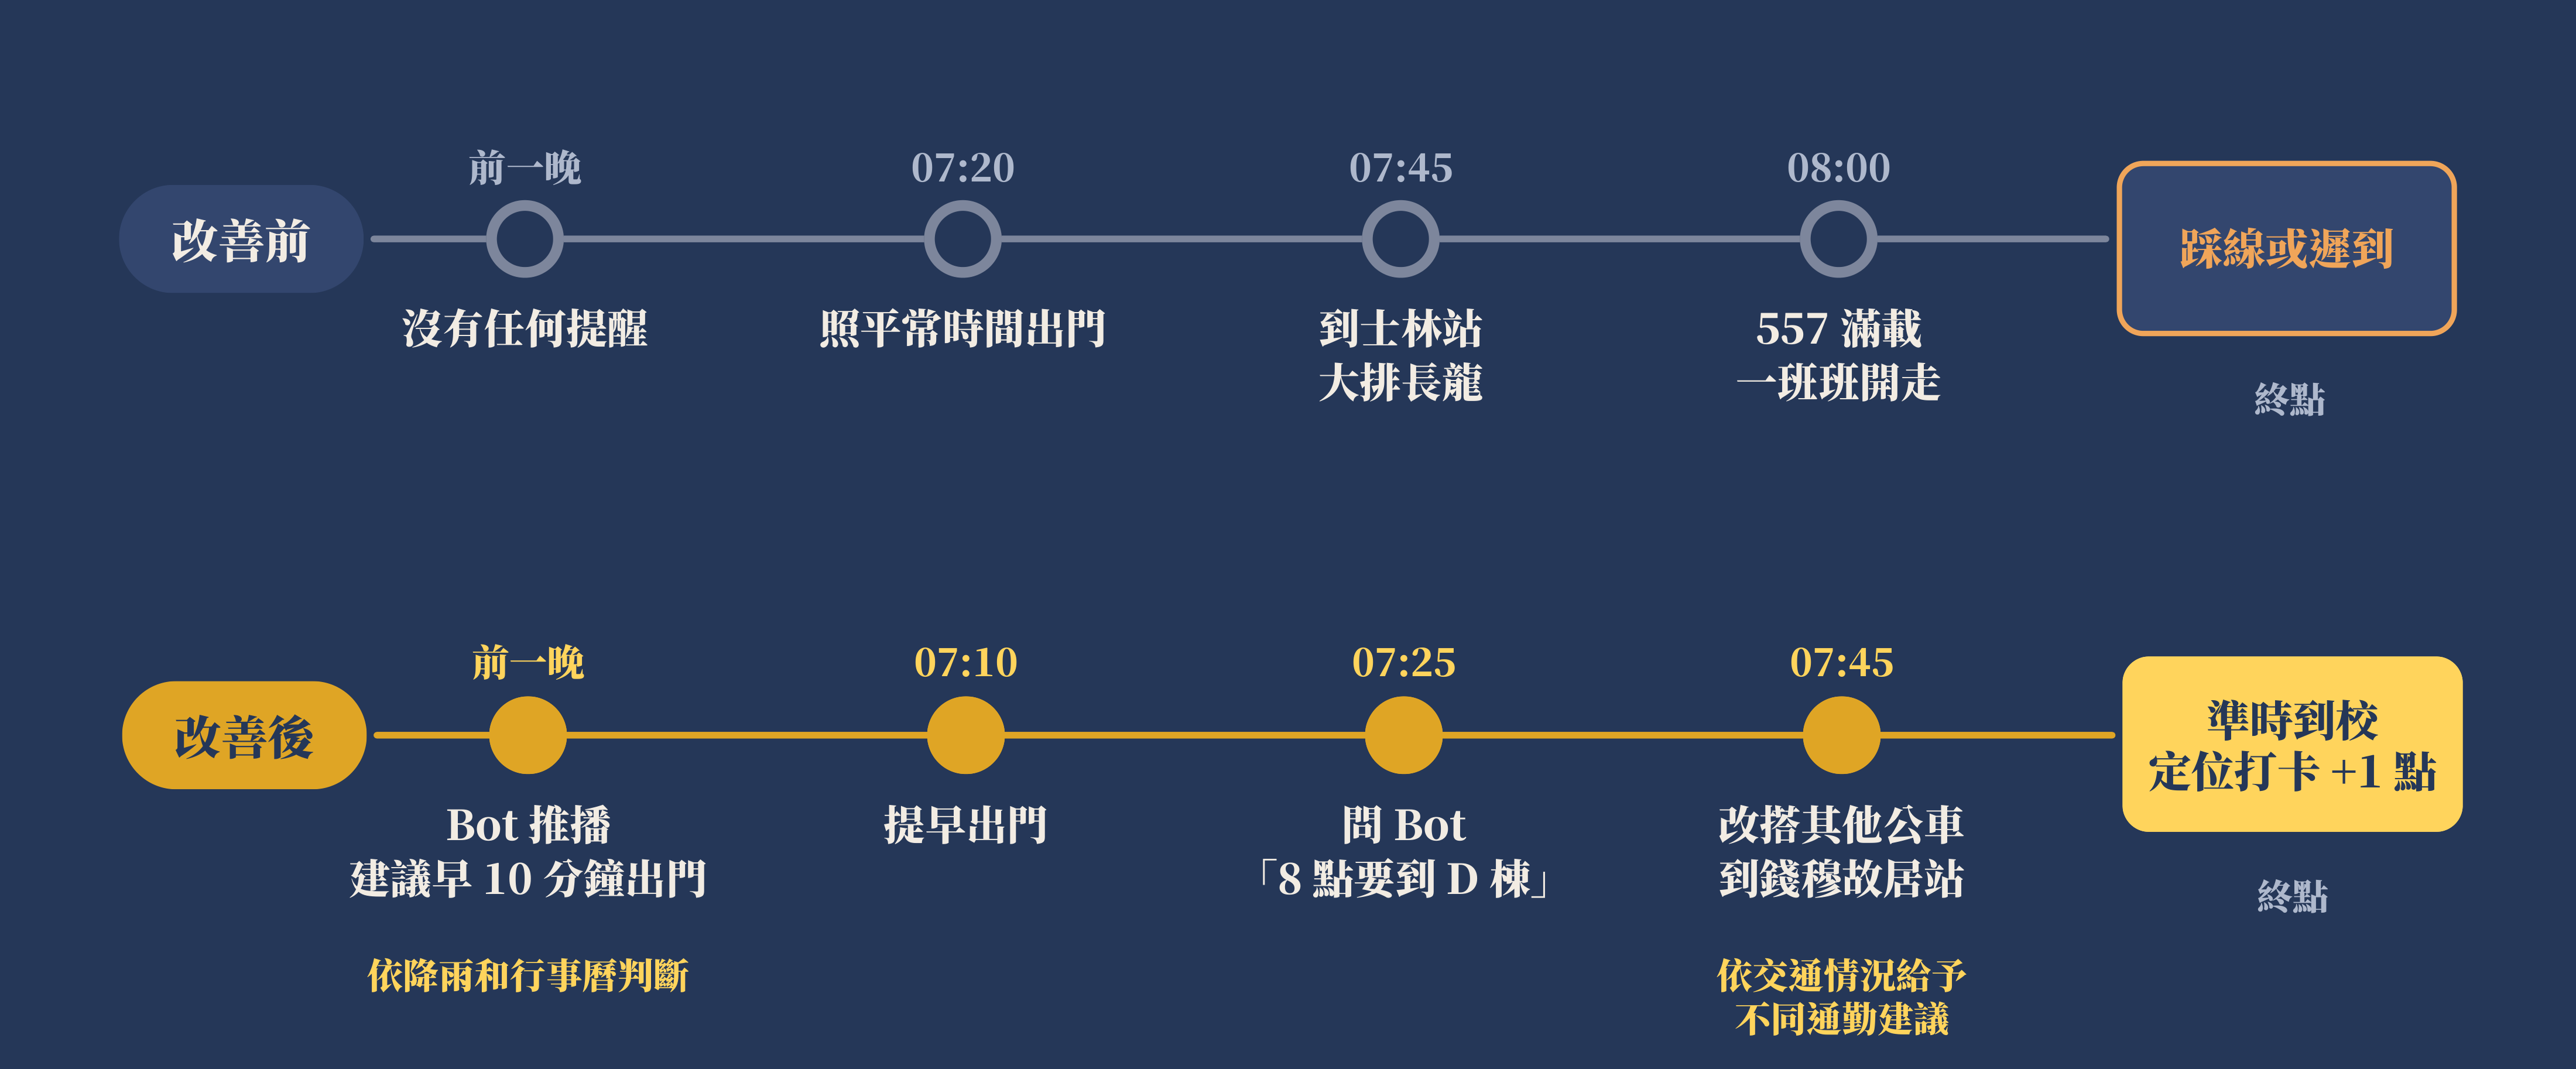 改善前
前一晚
沒有任何提醒
07:20
照平常時間出門
07:45
到士林站
大排長龍
08:00
557 滿載
一班班開走
踩線或遲到
終點
改善後
前一晚
Bot 推播
建議早 10 分鐘出門
依降雨和行事曆判斷
07:10
提早出門
07:25
問 Bot
「8 點要到 D 棟」
07:45
改搭其他公車
到錢穆故居站
依交通情況給予
不同通勤建議
準時到校
定位打卡 +1 點
終點